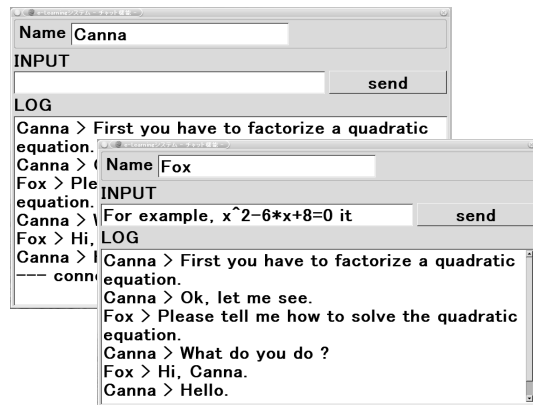 Name Canna
INPUT
send
LOG
Canna > First you have to factorize a quadratic
equation.
Canna >
Fox > Ple
equation.
Canna >
Fox > Hi,
Canna >
--- conn
Name Fox
INPUT
For example, x^2-6*x+8=0 it send
LOG
Canna > First you have to factorize a quadratic
equation.
Canna > Ok, let me see.
Fox > Please tell me how to solve the quadratic
equation.
Canna > What do you do ?
Fox > Hi, Canna.
Canna > Hello.